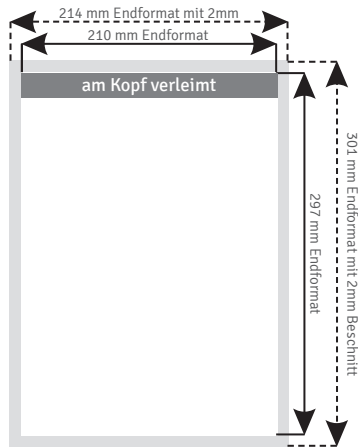 214 mm Endformat mit 2mm
210 mm Endformat
am Kopf verleimt
297 mm Endformat
301 mm Endformat mit 2mm Beschnitt